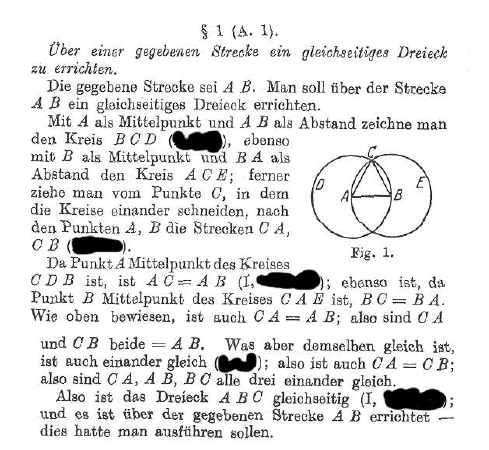 § 1 (A. 1).
Über einer gegebenen Strecke ein gleichseitiges Dreieck
zu errichten.
Die gegebene Strecke sei A B. Man soll über der Strecke
A B ein gleichseitiges Dreieck errichten.
Mit A als Mittelpunkt und A B als Abstand zeichne man
den Kreis B C D ( ), ebenso
mit B als Mittelpunkt und B A als
Abstand den Kreis A C E; ferner
ziehe man vom Punkte C, in dem
die Kreise einander schneiden, nach
den Punkten A, B die Strecken C A,
C B ( ).
C
D
A
B
E
Fig. 1.
Da Punkt A Mittelpunkt des Kreises
C D B ist, ist A C = A B (I, ); ebenso ist, da
Punkt B Mittelpunkt des Kreises C A E ist, B C = B A.
Wie oben bewiesen, ist auch C A = A B; also sind C A
und C B beide = A B. Was aber demselben gleich ist,
ist auch einander gleich ( ); also ist auch C A = C B;
also sind C A, A B, B C alle drei einander gleich.
Also ist das Dreieck A B C gleichseitig (I, );
und es ist über der gegebenen Strecke A B errichtet —
dies hatte man ausführen sollen.